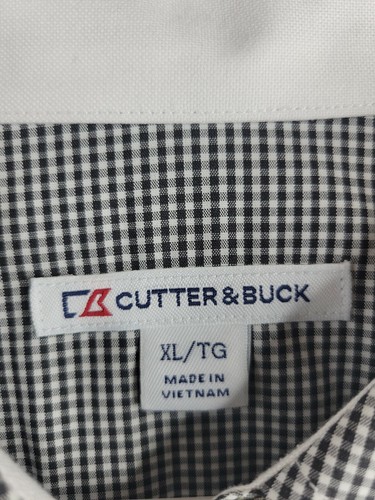 CUTTER & BUCK
XL/TG
MADE IN
VIETNAM